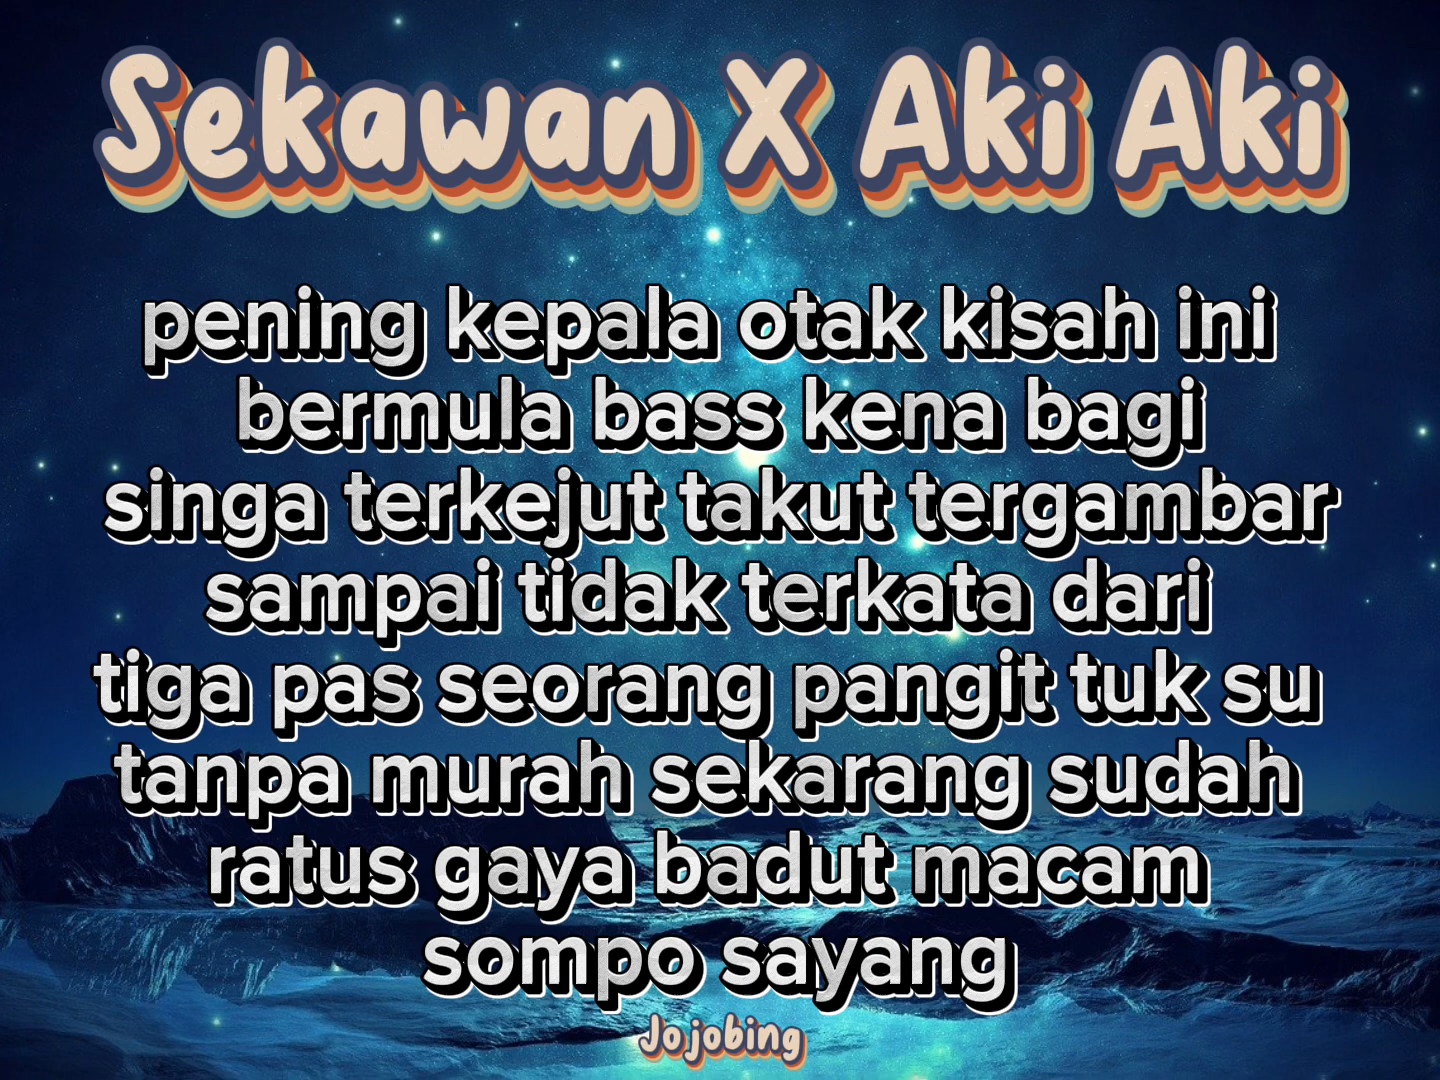 Sekawan X Aki Aki
pening kepala otak kisah ini
bermula bass kena bagi
singa terkejut takut tergambar
sampai tidak terkata dari
tiga pas seorang pangit tuk su
tanpa murah sekarang sudah
ratus gaya badut macam
sompo sayang
Jojobing